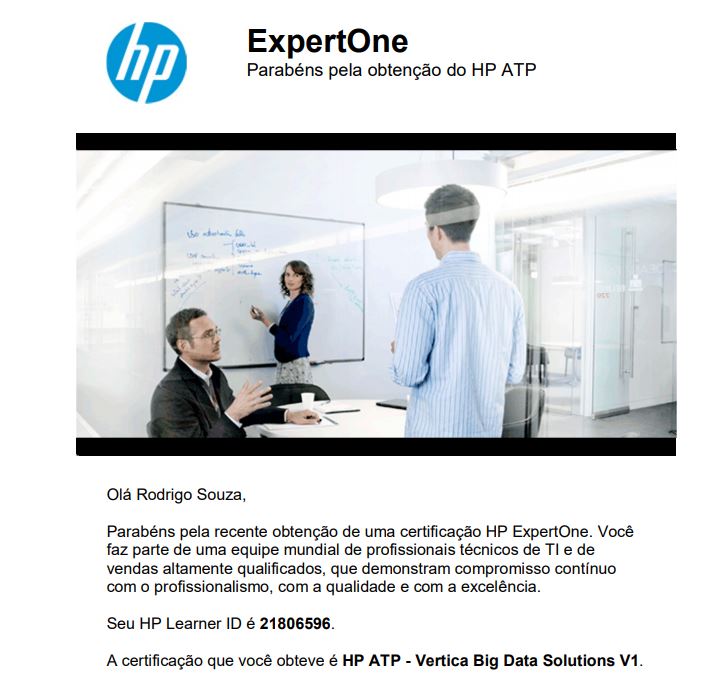 hp
ExpertOne
Parabéns pela obtenção do HP ATP
Olá Rodrigo Souza,
Parabéns pela recente obtenção de uma certificação HP ExpertOne. Você
faz parte de uma equipe mundial de profissionais técnicos de TI e de
vendas altamente qualificados, que demonstram compromisso contínuo
com o profissionalismo, com a qualidade e com a excelência.
Seu HP Learner ID é 21806596.
A certificação que você obteve é HP ATP - Vertica Big Data Solutions V1.